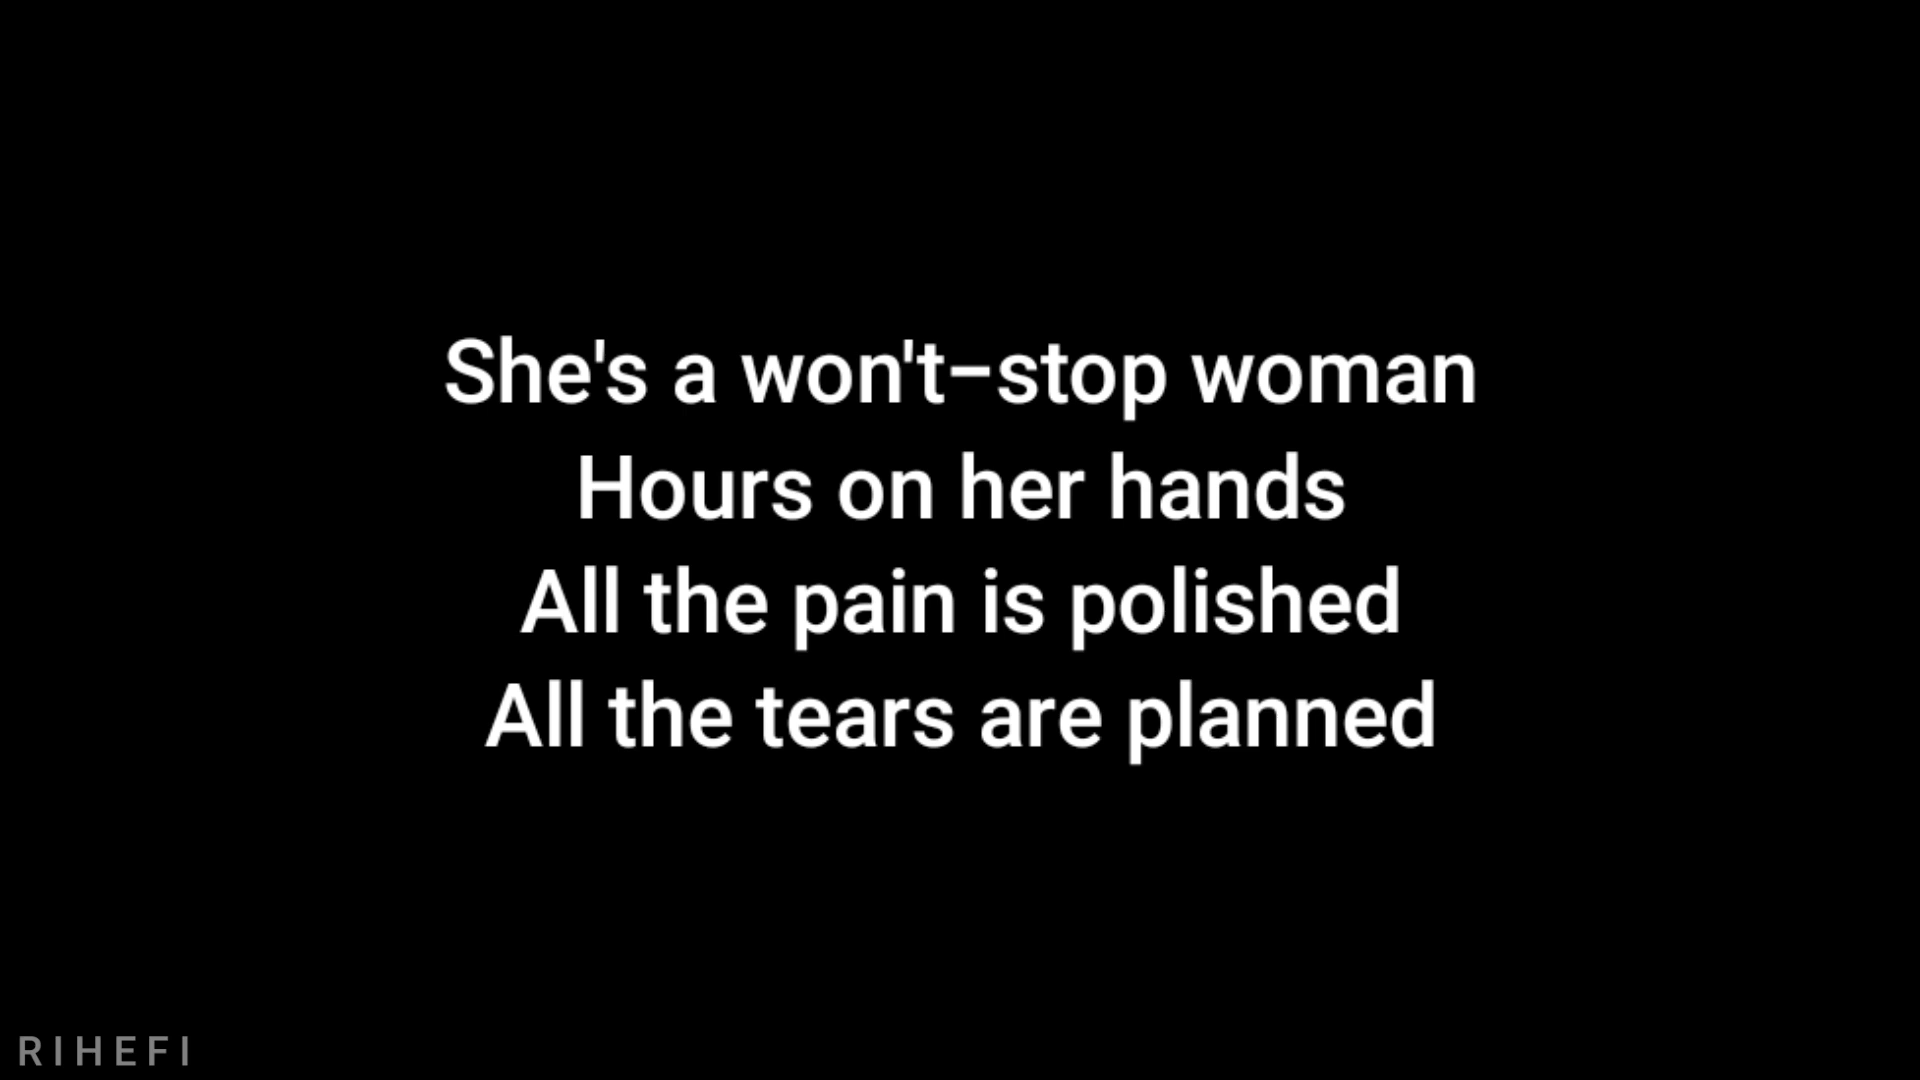 She's a won't–stop woman
Hours on her hands
All the pain is polished
All the tears are planned
RIHEFI